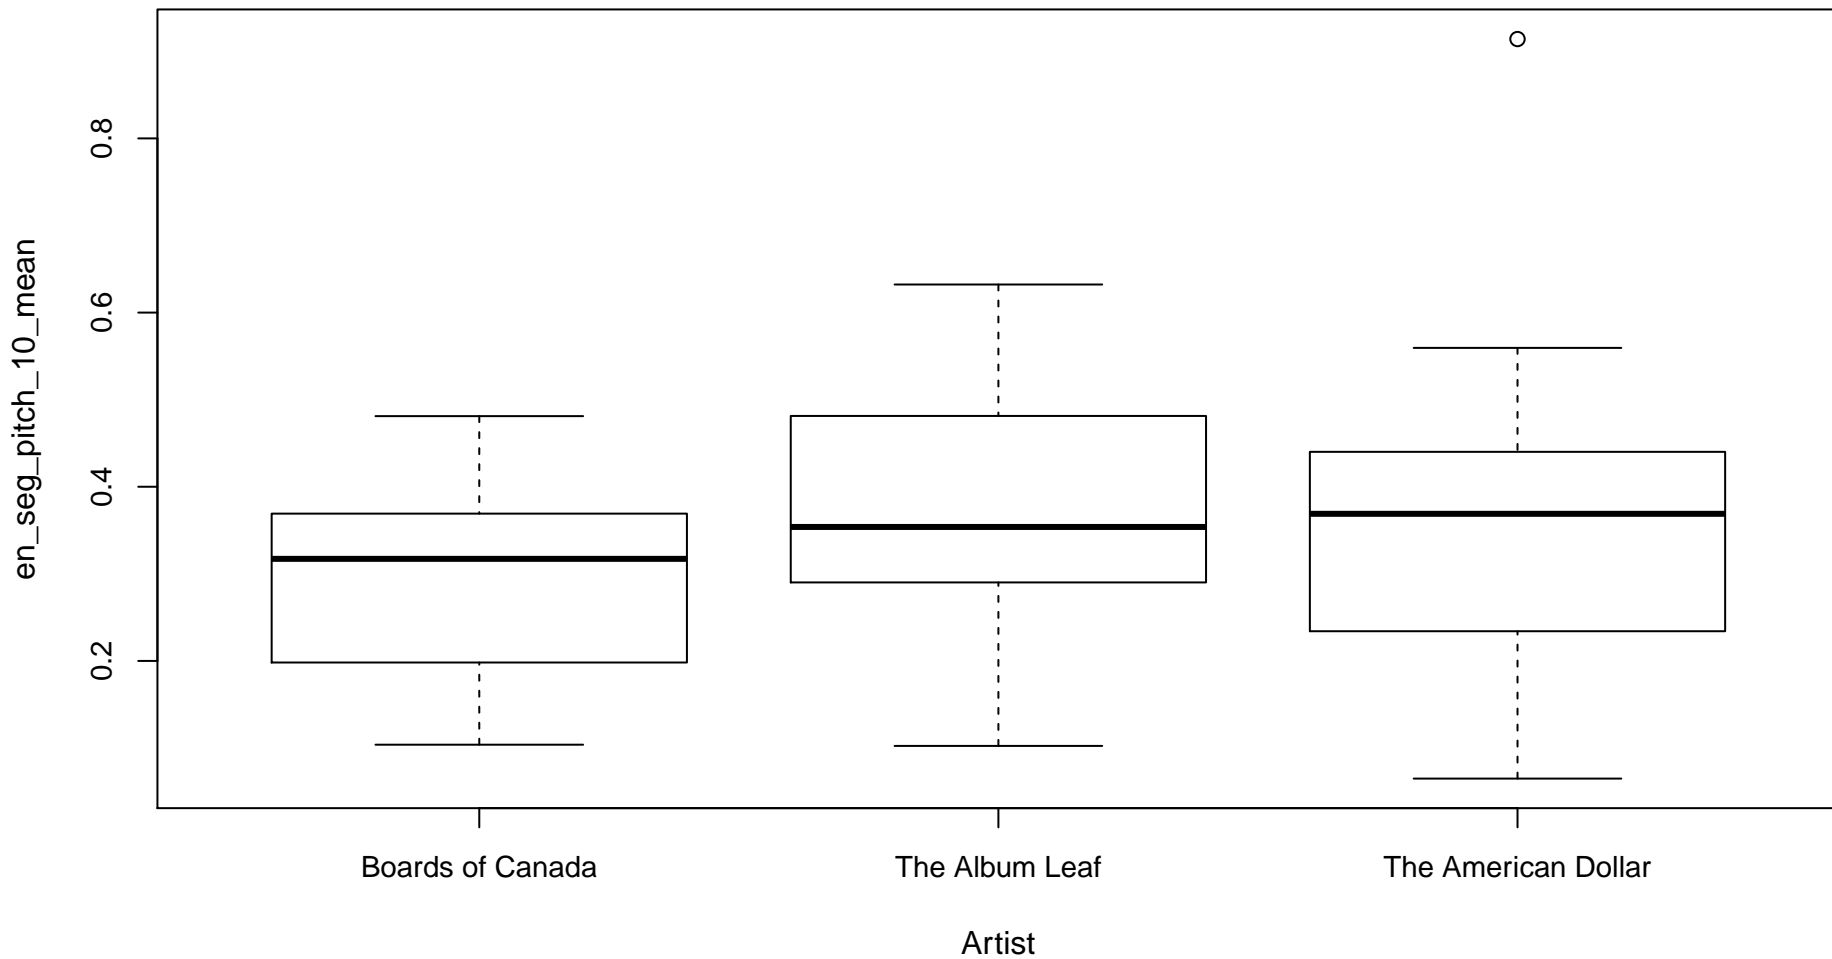 en_seg_pitch_10_mean
0.8
0.6
0.4
0.2
Boards of Canada
The Album Leaf
The American Dollar
Artist